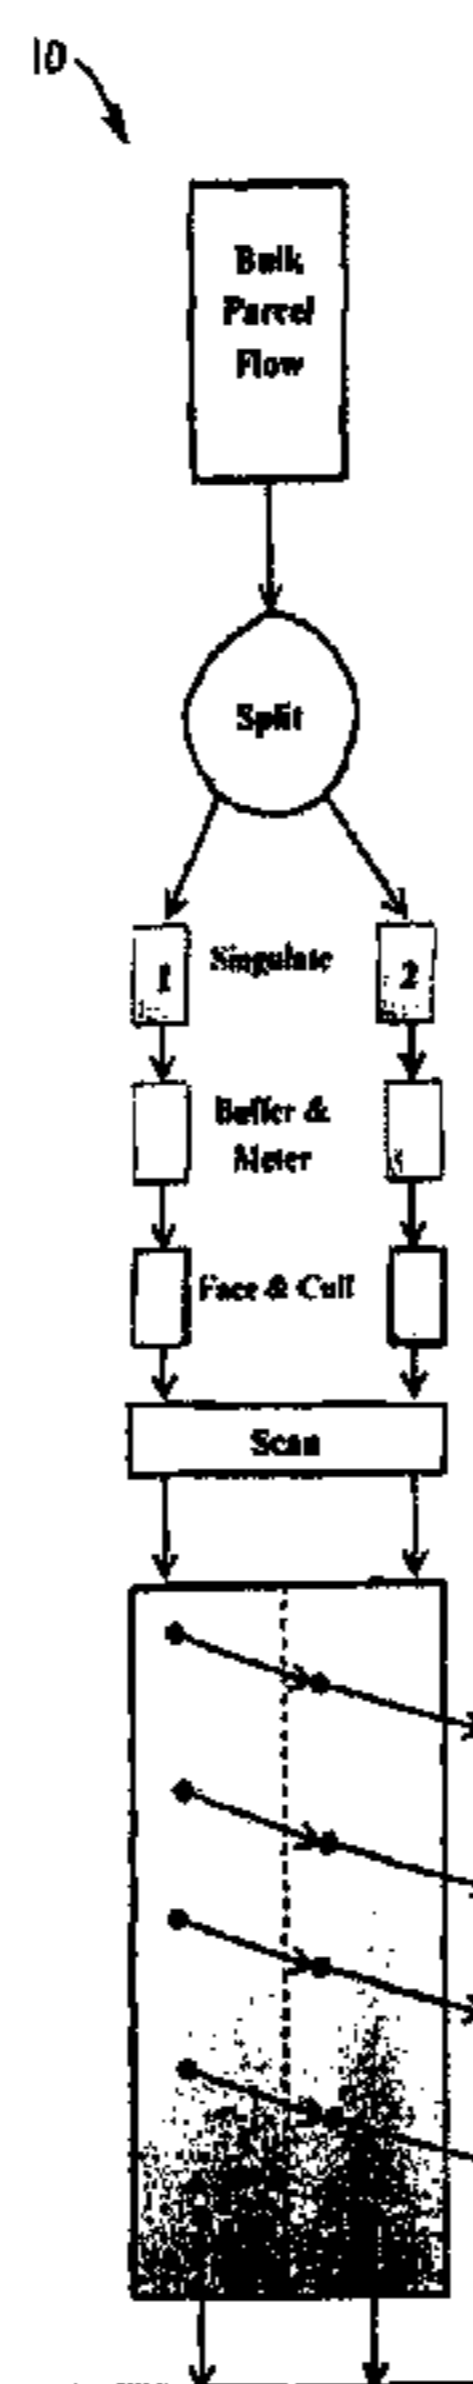 10
Bulk
Parcel
Flow
Split
1 Singulate 2
Buffer &
Meter
Face & Cull
Scan